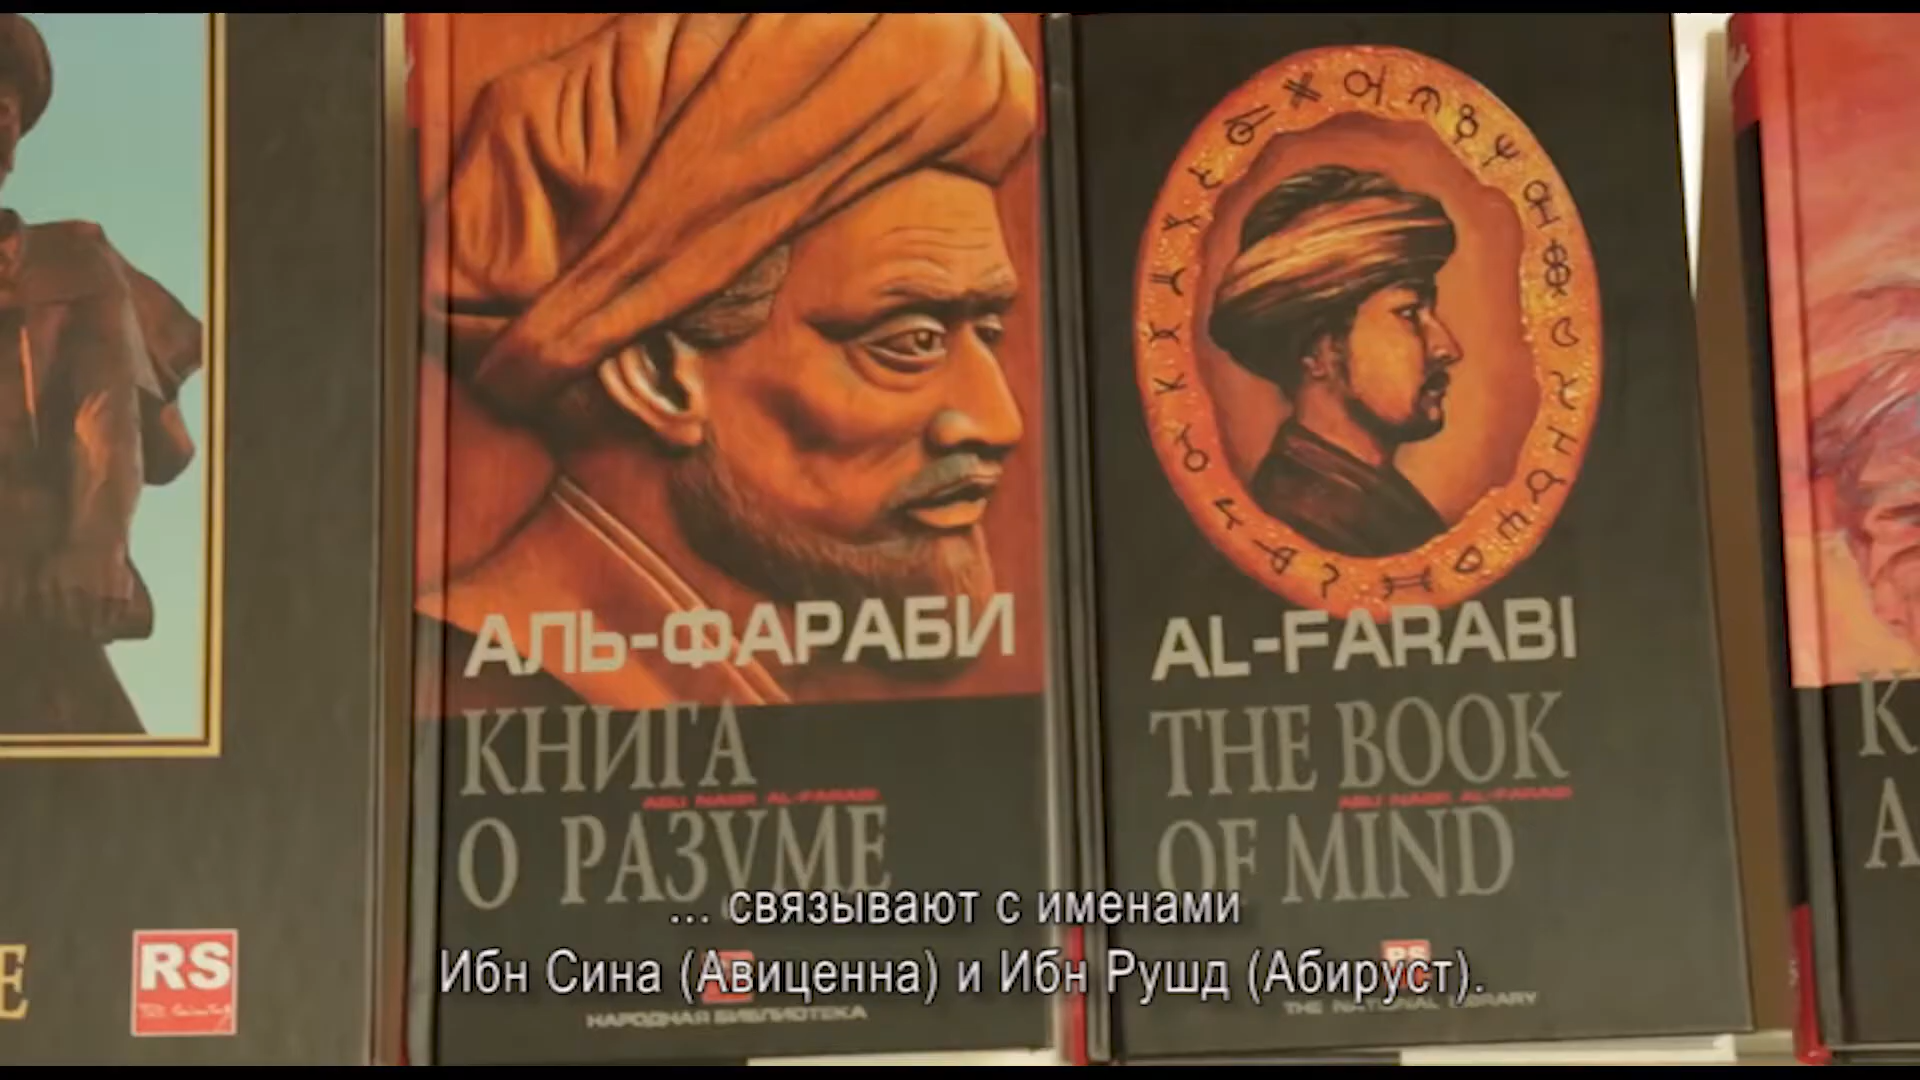 АЛЬ-ФАРАБИ
КНИГА
ABU NASR AL-FARABI
О РАЗУМЕ
НАРОДНАЯ БИБЛИОТЕКА
AL-FARABI
THE BOOK
ABU NASR AL-FARABI
OF MIND
RS
THE NATIONAL LIBRARY
RS
К
А
Е
... связывают с именами
Ибн Сина (Авиценна) и Ибн Рушд (Абируст).